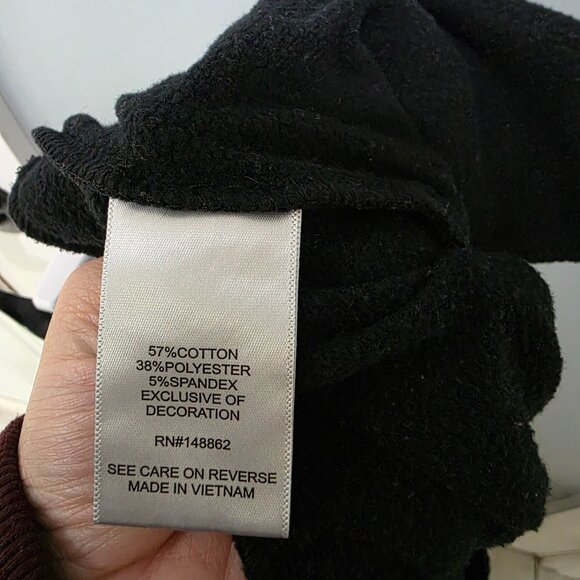 57%COTTON
38%POLYESTER
5%SPANDEX
EXCLUSIVE OF
DECORATION
RN#148862
SEE CARE ON REVERSE
MADE IN VIETNAM